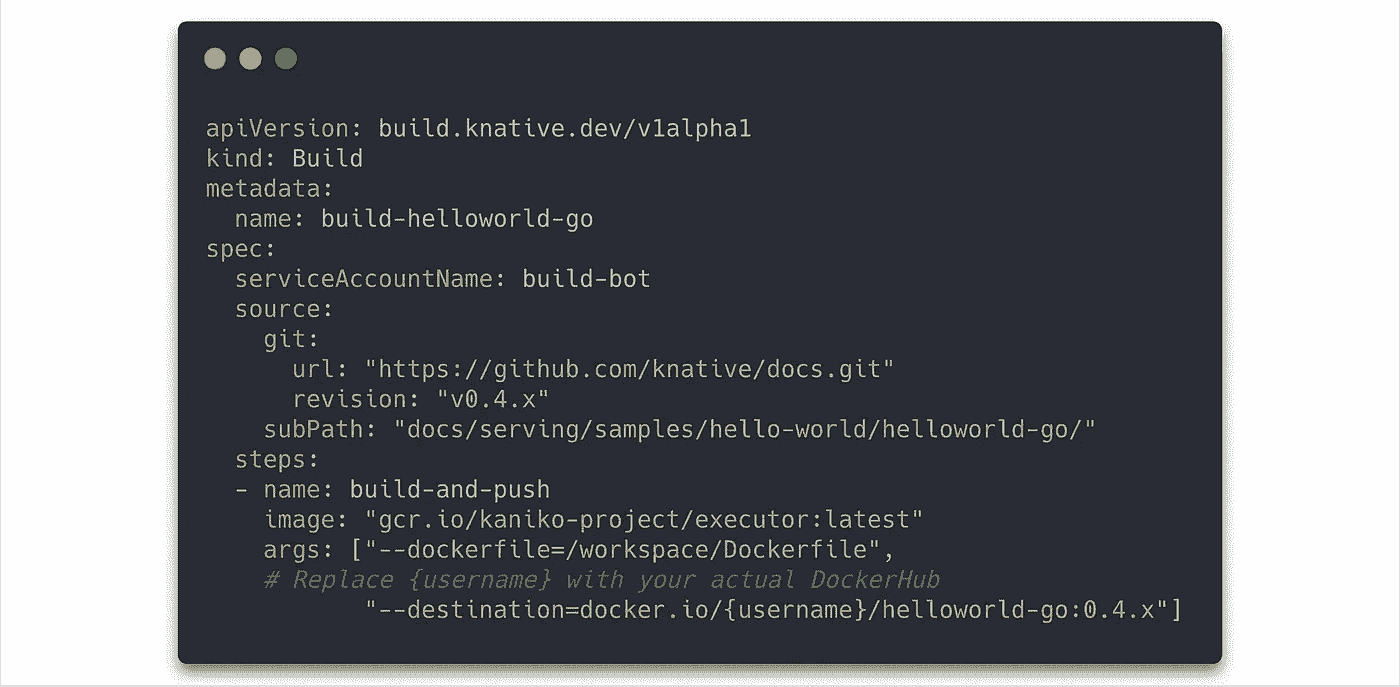 apiVersion: build.knative.dev/v1alpha1
kind: Build
metadata:
  name: build-helloworld-go
spec:
  serviceAccountName: build-bot
  source:
    git:
      url: "https://github.com/knative/docs.git"
      revision: "v0.4.x"
    subPath: "docs/serving/samples/hello-world/helloworld-go/"
  steps:
  - name: build-and-push
    image: "gcr.io/kaniko-project/executor:latest"
    args: ["--dockerfile=/workspace/Dockerfile",
    # Replace {username} with your actual DockerHub
           "--destination=docker.io/{username}/helloworld-go:0.4.x"]